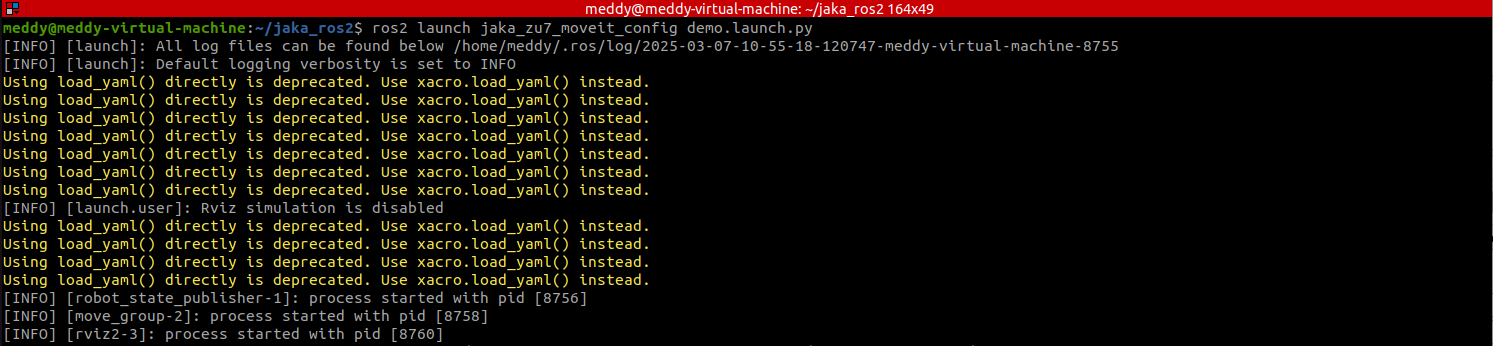 meddy@meddy-virtual-machine: ~/jaka_ros2 164x49
meddy@meddy-virtual-machine:~/jaka_ros2$ ros2 launch jaka_zu7_moveit_config demo.launch.py
[INFO] [launch]: All log files can be found below /home/meddy/.ros/log/2025-03-07-10-55-18-120747-meddy-virtual-machine-8755
[INFO] [launch]: Default logging verbosity is set to INFO
Using load_yaml() directly is deprecated. Use xacro.load_yaml() instead.
Using load_yaml() directly is deprecated. Use xacro.load_yaml() instead.
Using load_yaml() directly is deprecated. Use xacro.load_yaml() instead.
Using load_yaml() directly is deprecated. Use xacro.load_yaml() instead.
Using load_yaml() directly is deprecated. Use xacro.load_yaml() instead.
Using load_yaml() directly is deprecated. Use xacro.load_yaml() instead.
Using load_yaml() directly is deprecated. Use xacro.load_yaml() instead.
[INFO] [launch.user]: Rviz simulation is disabled
Using load_yaml() directly is deprecated. Use xacro.load_yaml() instead.
Using load_yaml() directly is deprecated. Use xacro.load_yaml() instead.
Using load_yaml() directly is deprecated. Use xacro.load_yaml() instead.
Using load_yaml() directly is deprecated. Use xacro.load_yaml() instead.
[INFO] [robot_state_publisher-1]: process started with pid [8756]
[INFO] [move_group-2]: process started with pid [8758]
[INFO] [rviz2-3]: process started with pid [8760]